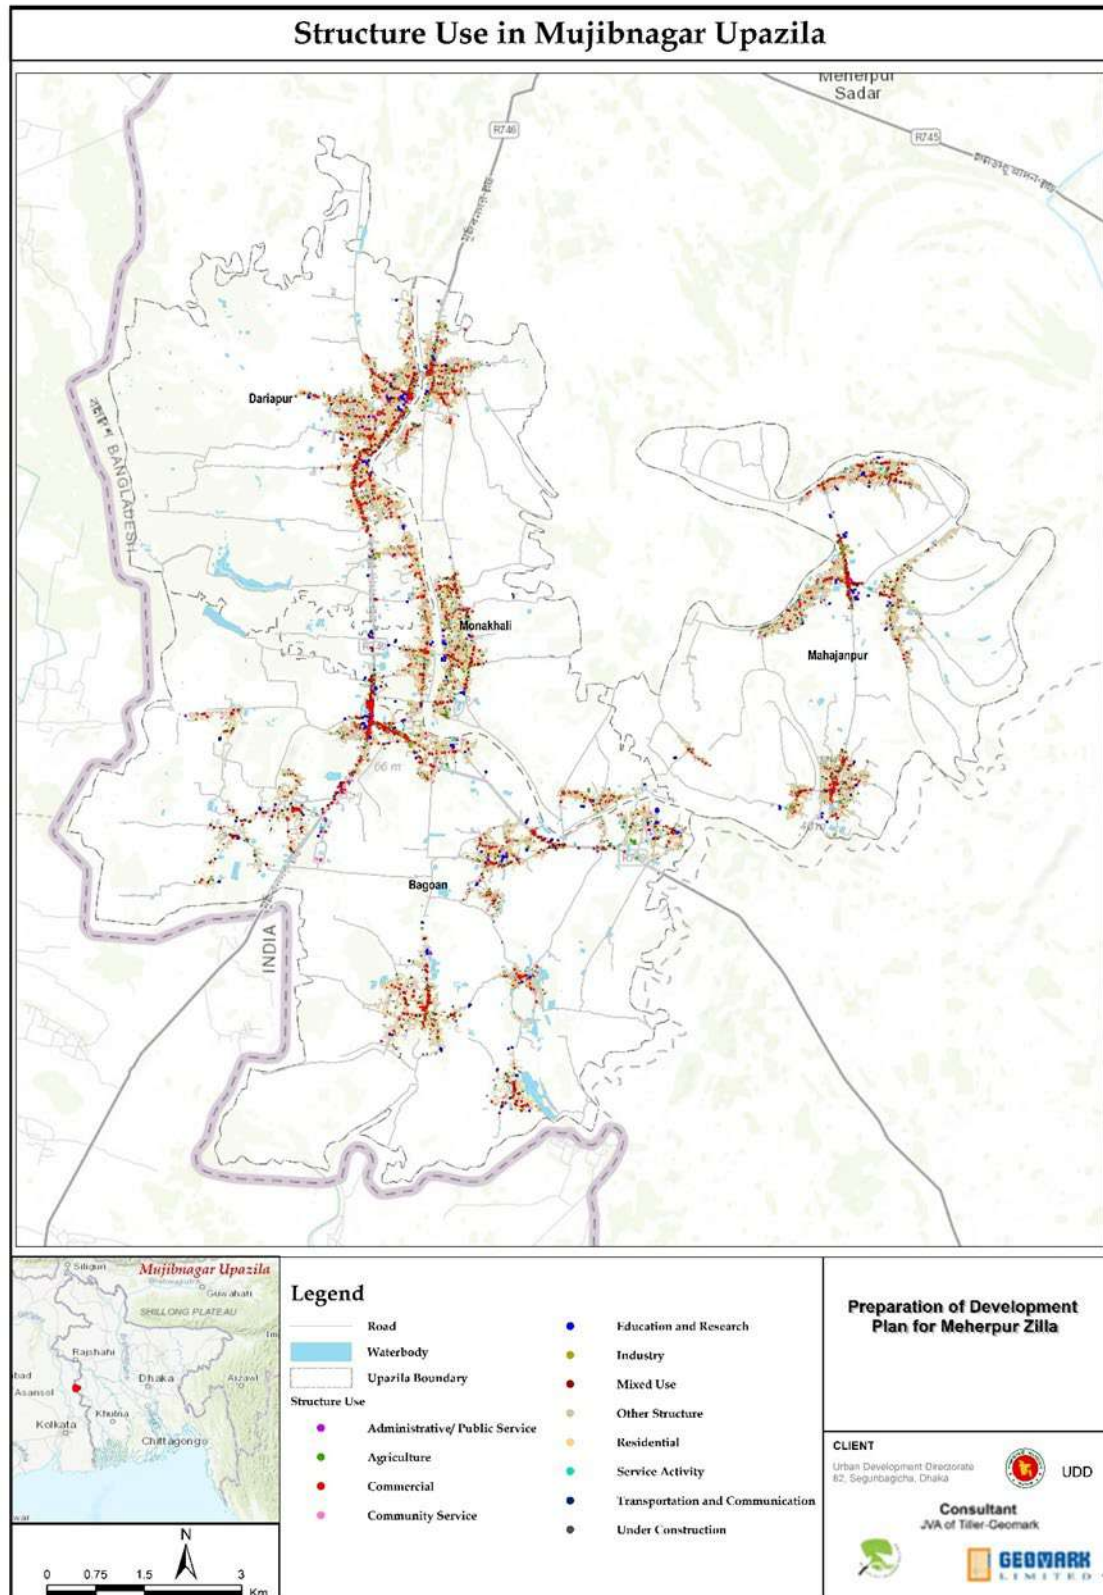 Structure Use in Mujibnagar Upazila
Meherpur
Sadar
R746
R745
Dariapur
BANGLADESH
Monakhali
Mahajanpur
66 m
Bagoan
INDIA
Mujibnagar Upazila
Siliguri
Guwahati
SHILLONG PLATEAU
Rajshahi
Dhaka
Aizawl
Asansol
Khulna
Kolkata
Chittagong
N
0 0.75 1.5 3
Km
Legend
Road
Waterbody
Upazila Boundary
Structure Use
Administrative/ Public Service
Agriculture
Commercial
Community Service
Education and Research
Industry
Mixed Use
Other Structure
Residential
Service Activity
Transportation and Communication
Under Construction
Preparation of Development
Plan for Meherpur Zilla
CLIENT
Urban Development Directorate
82, Segunbagicha, Dhaka
UDD
Consultant
JVA of Tiller-Geomark
GEOMARK
LIMITED